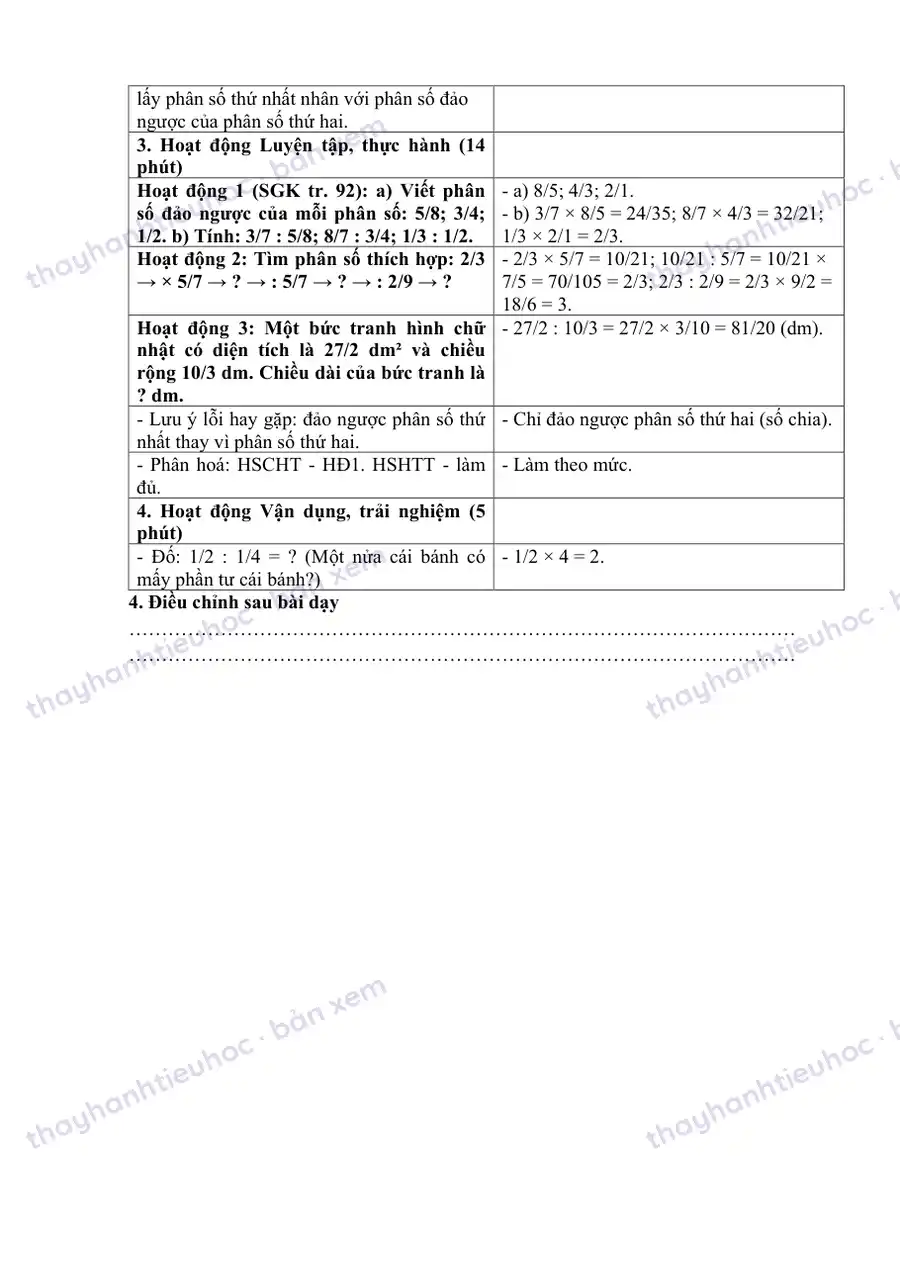 lấy phân số thứ nhất nhân với phân số đảo
ngược của phân số thứ hai.
3. Hoạt động Luyện tập, thực hành (14
phút)
Hoạt động 1 (SGK tr. 92): a) Viết phân
số đảo ngược của mỗi phân số: 5/8; 3/4;
1/2. b) Tính: 3/7 : 5/8; 8/7 : 3/4; 1/3 : 1/2.
- a) 8/5; 4/3; 2/1.
- b) 3/7 × 8/5 = 24/35; 8/7 × 4/3 = 32/21;
1/3 × 2/1 = 2/3.
Hoạt động 2: Tìm phân số thích hợp: 2/3
→ × 5/7 → ? → : 5/7 → ? → : 2/9 → ?
- 2/3 × 5/7 = 10/21; 10/21 : 5/7 = 10/21 ×
7/5 = 70/105 = 2/3; 2/3 : 2/9 = 2/3 × 9/2 =
18/6 = 3.
Hoạt động 3: Một bức tranh hình chữ
nhật có diện tích là 27/2 dm² và chiều
rộng 10/3 dm. Chiều dài của bức tranh là
? dm.
- 27/2 : 10/3 = 27/2 × 3/10 = 81/20 (dm).
- Lưu ý lỗi hay gặp: đảo ngược phân số thứ
nhất thay vì phân số thứ hai.
- Chỉ đảo ngược phân số thứ hai (số chia).
- Phân hoá: HSCHT - HĐ1. HSHTT - làm
đủ.
- Làm theo mức.
4. Hoạt động Vận dụng, trải nghiệm (5
phút)
- Đố: 1/2 : 1/4 = ? (Một nửa cái bánh có
mấy phần tư cái bánh?)
- 1/2 × 4 = 2.
4. Điều chỉnh sau bài dạy
……………………………………………………………………………………
……………………………………………………………………………………
thayhanhtieuhoc · bản xem
thayhanhtieuhoc · b
thayhanhtieuhoc · bản xem
thayhanhtieuhoc · b
thayhanhtieuhoc · bản xem
thayhanhtieuhoc · b